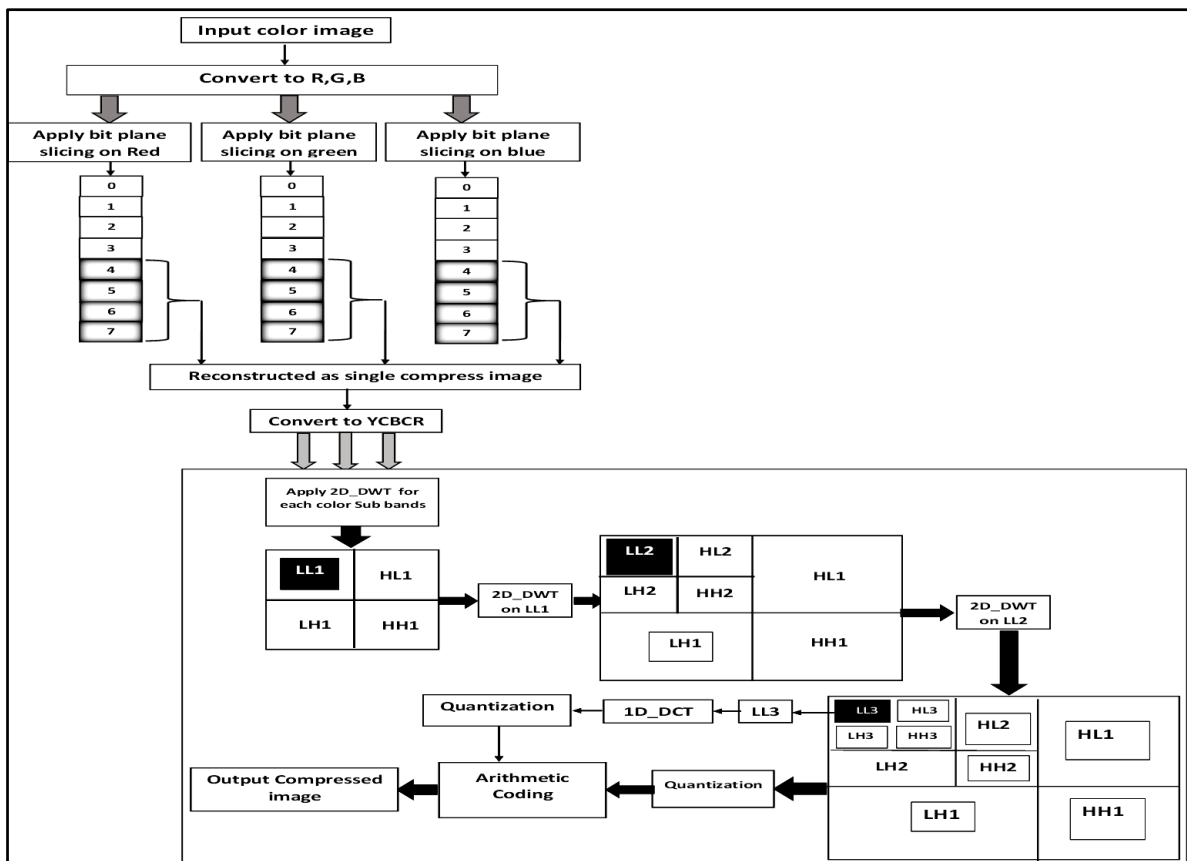 Input color image
Convert to R,G,B
Apply bit plane
slicing on Red
Apply bit plane
slicing on green
Apply bit plane
slicing on blue
0
1
2
3
4
5
6
7
0
1
2
3
4
5
6
7
0
1
2
3
4
5
6
7
Reconstructed as single compress image
Convert to YCBCR
Apply 2D_DWT for
each color Sub bands
LL1
HL1
LH1
HH1
2D_DWT
on LL1
LL2
HL2
LH2
HH2
HL1
LH1
HH1
2D_DWT
on LL2
LL3
HL3
LH3
HH3
HL2
LH2
HH2
HL1
LH1
HH1
LL3
1D_DCT
Quantization
Quantization
Arithmetic
Coding
Output Compressed
image